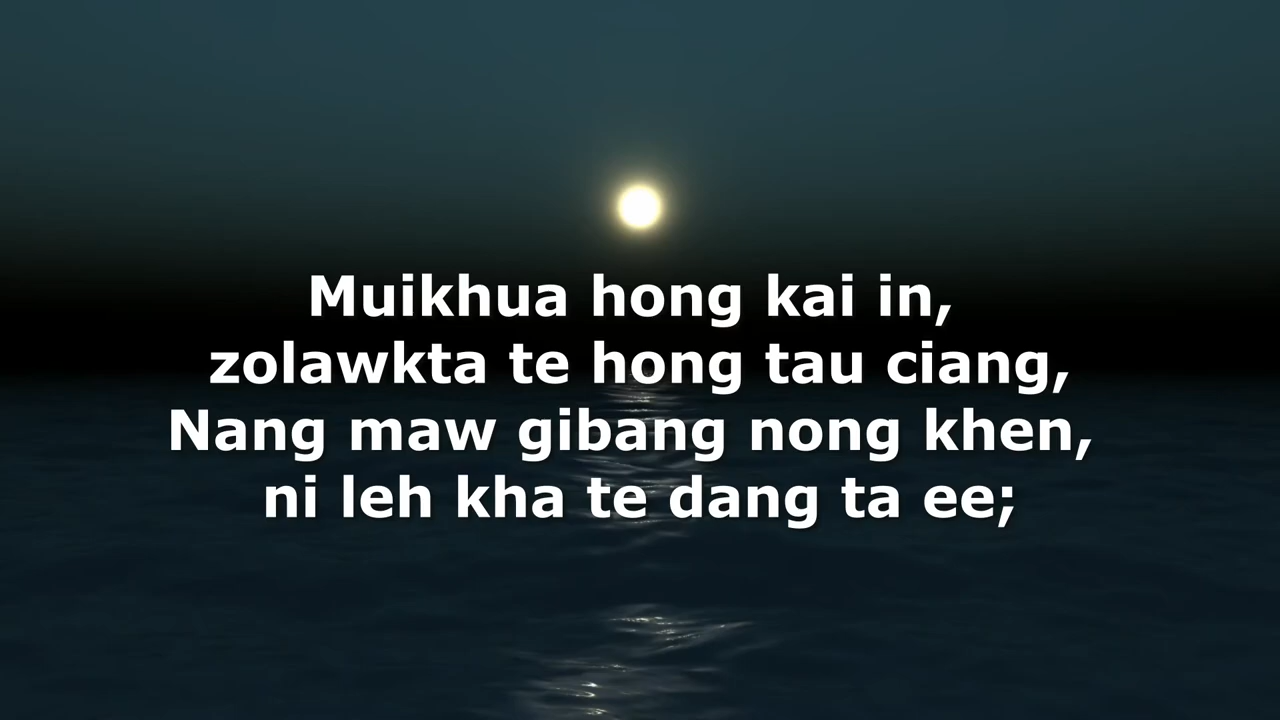 Muikhua hong kai in,
zolawkta te hong tau ciang,
Nang maw gibang nong khen,
ni leh kha te dang ta ee;